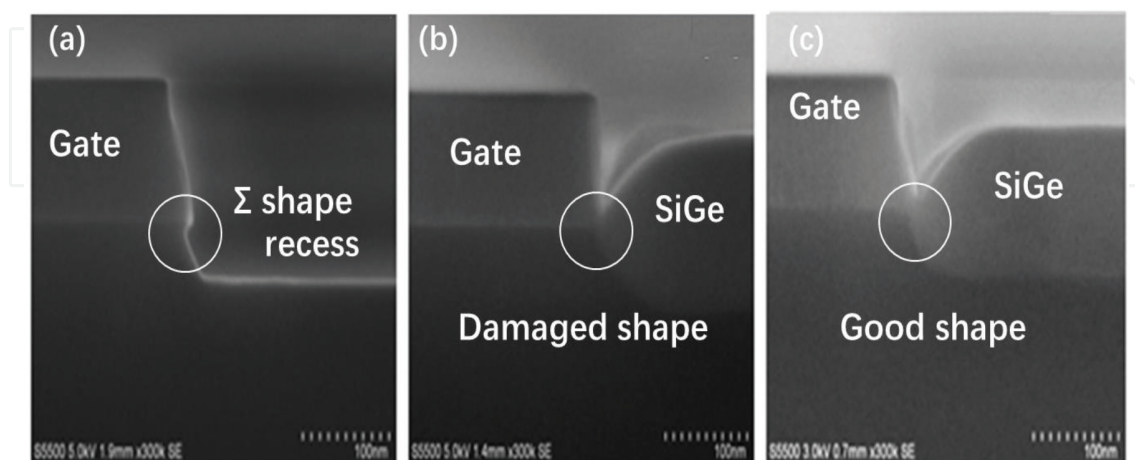 (a)
Gate
Σ shape
recess
S5500 5.0kV 1.9mm x300k SE
100nm
(b)
Gate
SiGe
Damaged shape
S5500 5.0kV 1.4mm x300k SE
100nm
(c)
Gate
SiGe
Good shape
S5500 3.0kV 0.7mm x300k SE
100nm